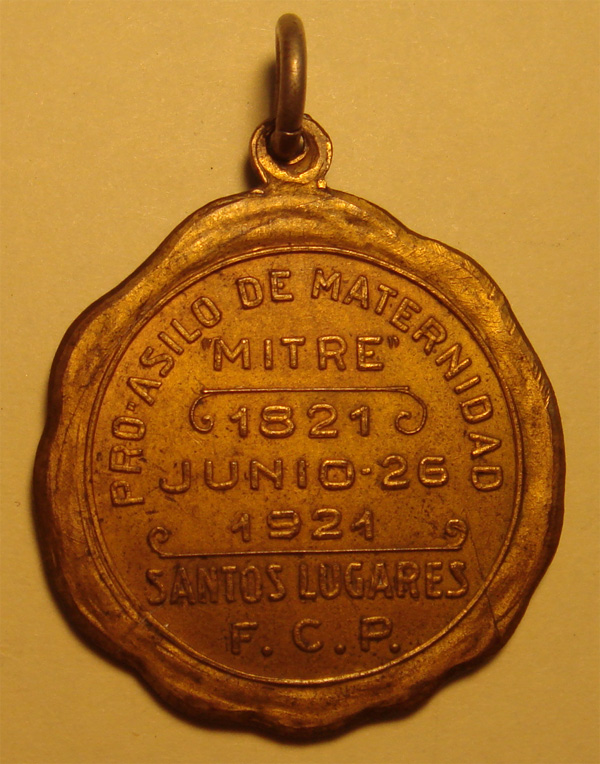 PRO-ASILO DE MATERNIDAD
"MITRE"
1821
JUNIO-26
1921
SANTOS LUGARES
F. C. P.